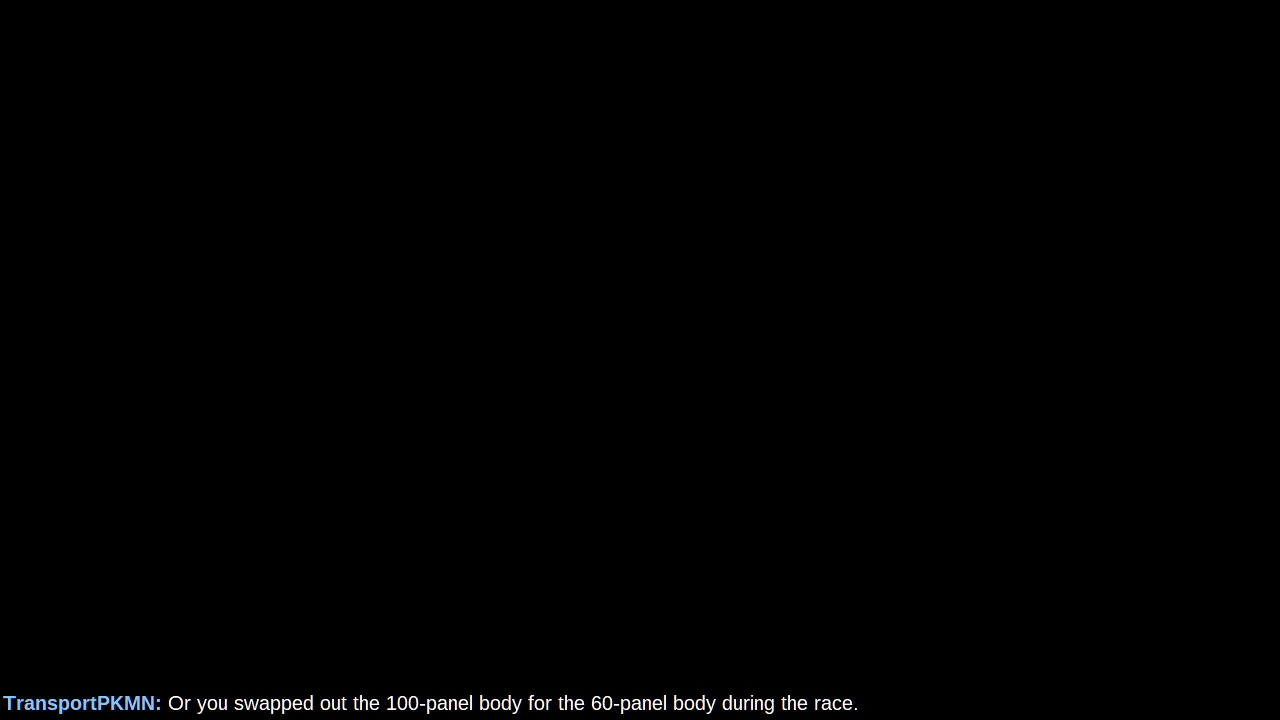 TransportPKMN: Or you swapped out the 100-panel body for the 60-panel body during the race.